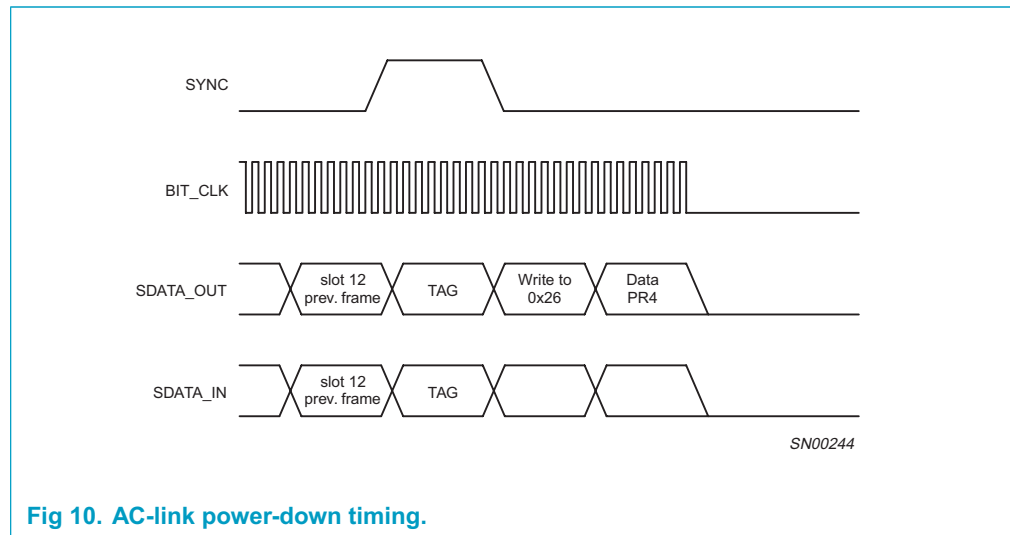 SYNC
BIT_CLK
SDATA_OUT
slot 12
prev. frame
TAG
Write to
0x26
Data
PR4
SDATA_IN
slot 12
prev. frame
TAG
SN00244
Fig 10. AC-link power-down timing.